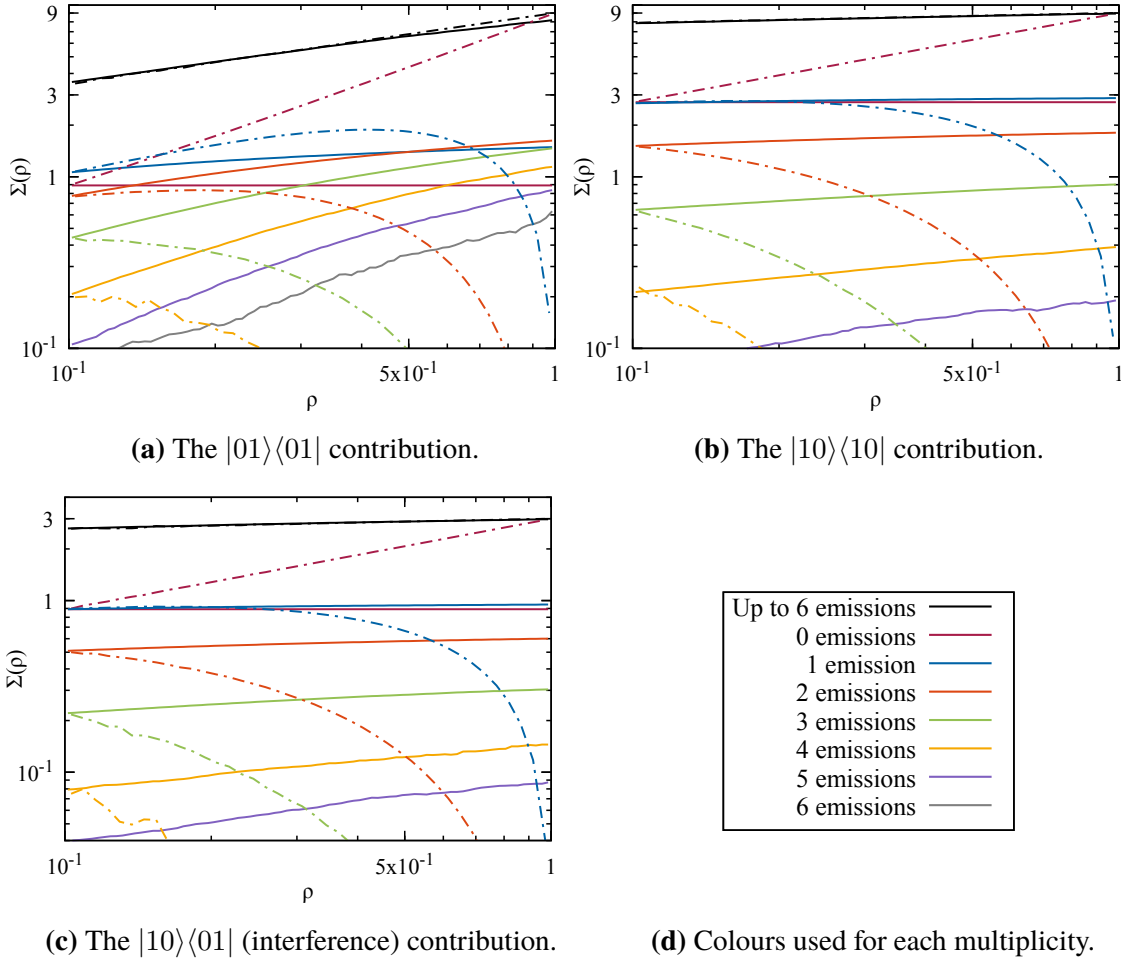 9
3
1
10⁻¹
Σ(ρ)
10⁻¹
5x10⁻¹
1
ρ
(a) The |01⟩⟨01| contribution.
9
3
1
10⁻¹
Σ(ρ)
10⁻¹
5x10⁻¹
1
ρ
(b) The |10⟩⟨10| contribution.
3
1
10⁻¹
Σ(ρ)
10⁻¹
5x10⁻¹
1
ρ
(c) The |10⟩⟨01| (interference) contribution.
Up to 6 emissions
0 emissions
1 emission
2 emissions
3 emissions
4 emissions
5 emissions
6 emissions
(d) Colours used for each multiplicity.